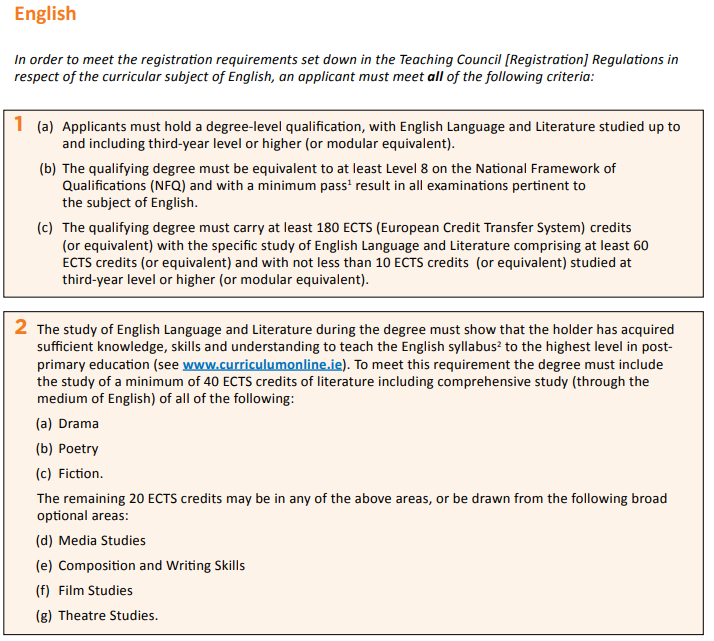 English
In order to meet the registration requirements set down in the Teaching Council [Registration] Regulations in
respect of the curricular subject of English, an applicant must meet all of the following criteria:
1 (a) Applicants must hold a degree-level qualification, with English Language and Literature studied up to
and including third-year level or higher (or modular equivalent).
(b) The qualifying degree must be equivalent to at least Level 8 on the National Framework of
Qualifications (NFQ) and with a minimum pass¹ result in all examinations pertinent to
the subject of English.
(c) The qualifying degree must carry at least 180 ECTS (European Credit Transfer System) credits
(or equivalent) with the specific study of English Language and Literature comprising at least 60
ECTS credits (or equivalent) and with not less than 10 ECTS credits (or equivalent) studied at
third-year level or higher (or modular equivalent).
2 The study of English Language and Literature during the degree must show that the holder has acquired
sufficient knowledge, skills and understanding to teach the English syllabus² to the highest level in post-
primary education (see www.curriculumonline.ie). To meet this requirement the degree must include
the study of a minimum of 40 ECTS credits of literature including comprehensive study (through the
medium of English) of all of the following:
(a) Drama
(b) Poetry
(c) Fiction.
The remaining 20 ECTS credits may be in any of the above areas, or be drawn from the following broad
optional areas:
(d) Media Studies
(e) Composition and Writing Skills
(f) Film Studies
(g) Theatre Studies.